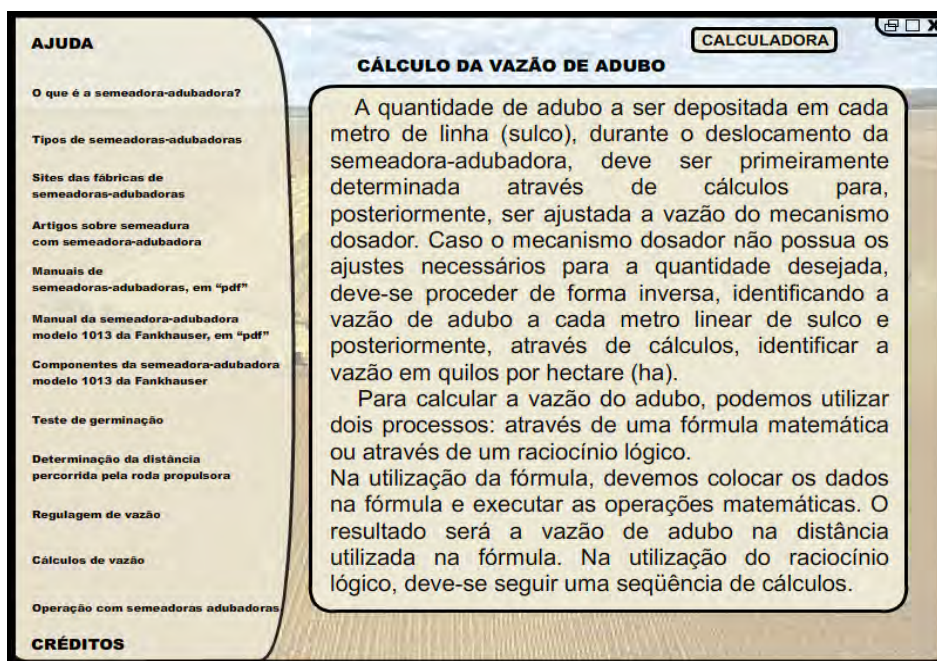 AJUDA
O que é a semeadora-adubadora?
Tipos de semeadoras-adubadoras
Sites das fábricas de
semeadoras-adubadoras
Artigos sobre semeadura
com semeadora-adubadora
Manuais de
semeadoras-adubadoras, em “pdf”
Manual da semeadora-adubadora
modelo 1013 da Fankhauser, em “pdf”
Componentes da semeadora-adubadora
modelo 1013 da Fankhauser
Teste de germinação
Determinação da distância
percorrida pela roda propulsora
Regulagem de vazão
Cálculos de vazão
Operação com semeadoras adubadoras
CRÉDITOS
CALCULADORA
X
CÁLCULO DA VAZÃO DE ADUBO
A quantidade de adubo a ser depositada em cada
metro de linha (sulco), durante o deslocamento da
semeadora-adubadora, deve ser primeiramente
determinada através de cálculos para,
posteriormente, ser ajustada a vazão do mecanismo
dosador. Caso o mecanismo dosador não possua os
ajustes necessários para a quantidade desejada,
deve-se proceder de forma inversa, identificando a
vazão de adubo a cada metro linear de sulco e
posteriormente, através de cálculos, identificar a
vazão em quilos por hectare (ha).
Para calcular a vazão do adubo, podemos utilizar
dois processos: através de uma fórmula matemática
ou através de um raciocínio lógico.
Na utilização da fórmula, devemos colocar os dados
na fórmula e executar as operações matemáticas. O
resultado será a vazão de adubo na distância
utilizada na fórmula. Na utilização do raciocínio
lógico, deve-se seguir uma seqüência de cálculos.